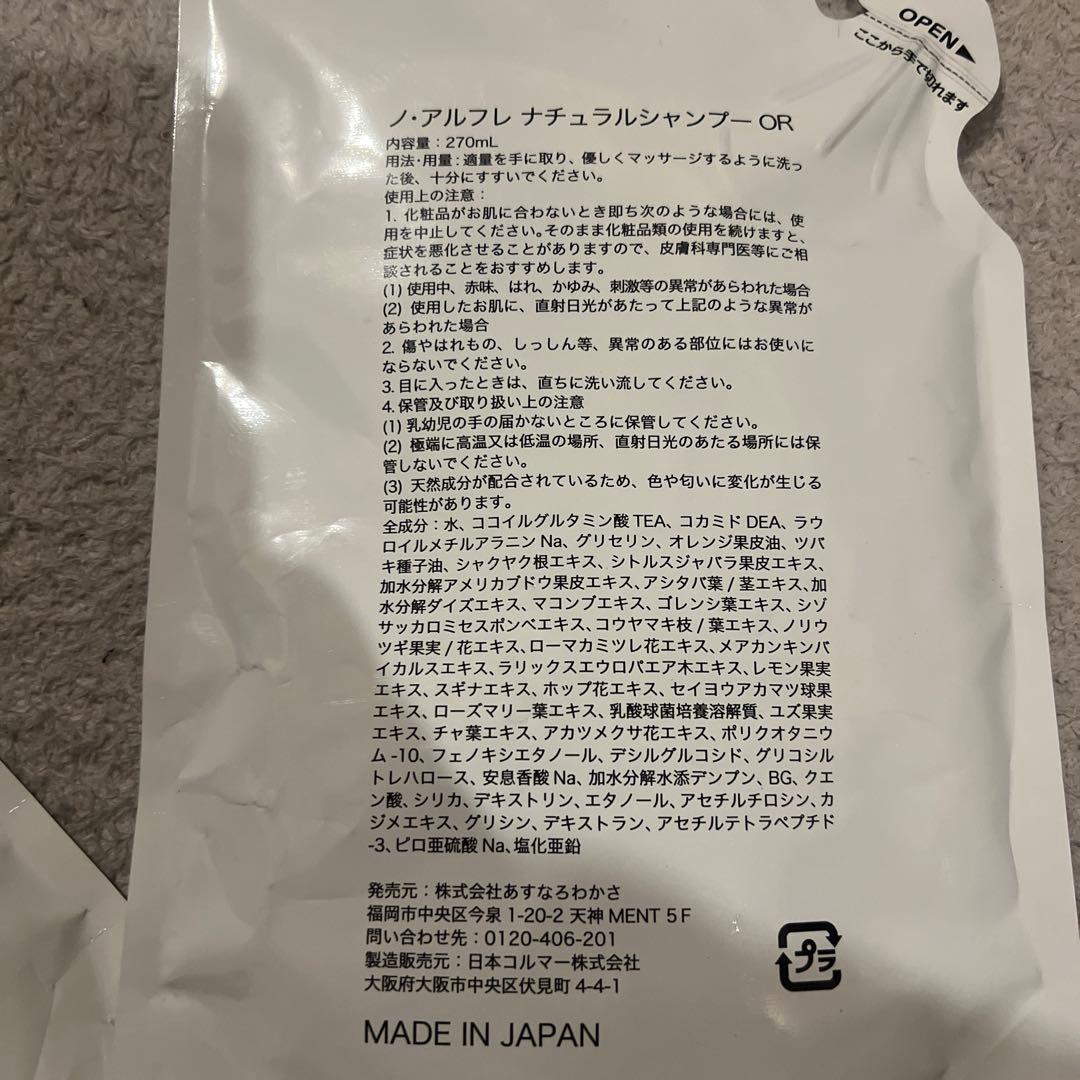 OPEN▶
ここから手で切れます
ノ・アルフレ ナチュラルシャンプー OR
内容量：270mL
用法・用量：適量を手に取り、優しくマッサージするように洗っ
た後、十分にすすいでください。
使用上の注意：
1. 化粧品がお肌に合わないとき即ち次のような場合には、使
用を中止してください。そのまま化粧品類の使用を続けますと、
症状を悪化させることがありますので、皮膚科専門医等にご相
談されることをおすすめします。
(1) 使用中、赤味、はれ、かゆみ、刺激等の異常があらわれた場合
(2) 使用したお肌に、直射日光があたって上記のような異常が
あらわれた場合
2. 傷やはれもの、しっしん等、異常のある部位にはお使いに
ならないでください。
3. 目に入ったときは、直ちに洗い流してください。
4. 保管及び取り扱い上の注意
(1) 乳幼児の手の届かないところに保管してください。
(2) 極端に高温又は低温の場所、直射日光のあたる場所には保
管しないでください。
(3) 天然成分が配合されているため、色や匂いに変化が生じる
可能性があります。
全成分：水、ココイルグルタミン酸 TEA、コカミド DEA、ラウ
ロイルメチルアラニン Na、グリセリン、オレンジ果皮油、ツバ
キ種子油、シャクヤク根エキス、シトルスジャバラ果皮エキス、
加水分解アメリカブドウ果皮エキス、アシタバ葉 / 茎エキス、加
水分解ダイズエキス、マコンブエキス、ゴレンシ葉エキス、シゾ
サッカロミセスポンベエキス、コウヤマキ枝 / 葉エキス、ノリウ
ツギ果実 / 花エキス、ローマカミツレ花エキス、メアカンキンバ
イカルスエキス、ラリックスエウロパエア木エキス、レモン果実
エキス、スギナエキス、ホップ花エキス、セイヨウアカマツ球果
エキス、ローズマリー葉エキス、乳酸球菌培養溶解質、ユズ果実
エキス、チャ葉エキス、アカツメクサ花エキス、ポリクオタニウ
ム -10、フェノキシエタノール、デシルグルコシド、グリコシル
トレハロース、安息香酸 Na、加水分解水添デンプン、BG、クエ
ン酸、シリカ、デキストリン、エタノール、アセチルチロシン、カ
ジメエキス、グリシン、デキストラン、アセチルテトラペプチド
-3、ピロ亜硫酸 Na、塩化亜鉛
発売元：株式会社あすなろわかさ
福岡市中央区今泉 1-20-2 天神 MENT 5F
問い合わせ先：0120-406-201
製造販売元：日本コルマー株式会社
大阪府大阪市中央区伏見町 4-4-1
プラ
MADE IN JAPAN